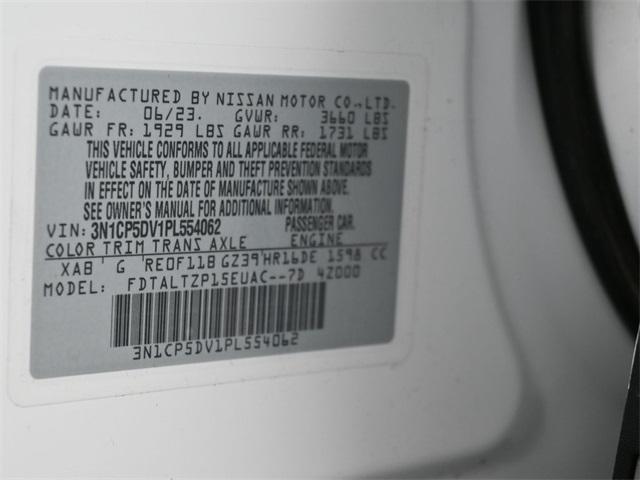 MANUFACTURED BY NISSAN MOTOR CO.,LTD.
DATE: 06/23. GVWR: 3660 LBS
GAWR FR: 1929 LBS GAWR RR: 1731 LBS
THIS VEHICLE CONFORMS TO ALL APPLICABLE FEDERAL MOTOR
VEHICLE SAFETY, BUMPER AND THEFT PREVENTION STANDARDS
IN EFFECT ON THE DATE OF MANUFACTURE SHOWN ABOVE.
SEE OWNER'S MANUAL FOR ADDITIONAL INFORMATION.
VIN: 3N1CP5DV1PL554062 PASSENGER CAR.
COLOR TRIM TRANS AXLE ENGINE
XAB G RE0F11B GZ39 HR16DE 1598 CC
MODEL: FDTALTZP15EUAC--7D 4Z000
3N1CP5DV1PL554062